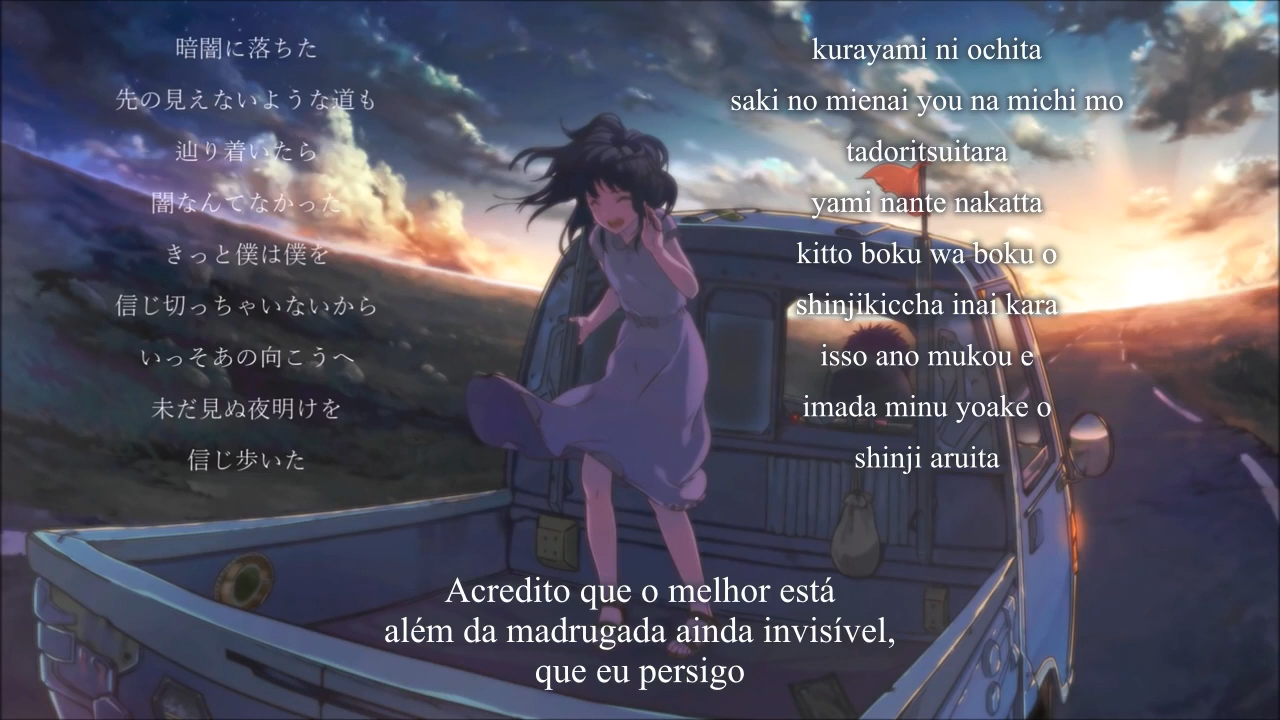 暗闇に落ちた
先の見えないような道も
辿り着いたら
闇なんてなかった
きっと僕は僕を
信じ切っちゃいないから
いっそあの向こうへ
未だ見ぬ夜明けを
信じ歩いた
kurayami ni ochita
saki no mienai you na michi mo
tadoritsuitara
yami nante nakatta
kitto boku wa boku o
shinjikiccha inai kara
isso ano mukou e
imada minu yoake o
shinji aruita
Acredito que o melhor está
além da madrugada ainda invisível,
que eu persigo